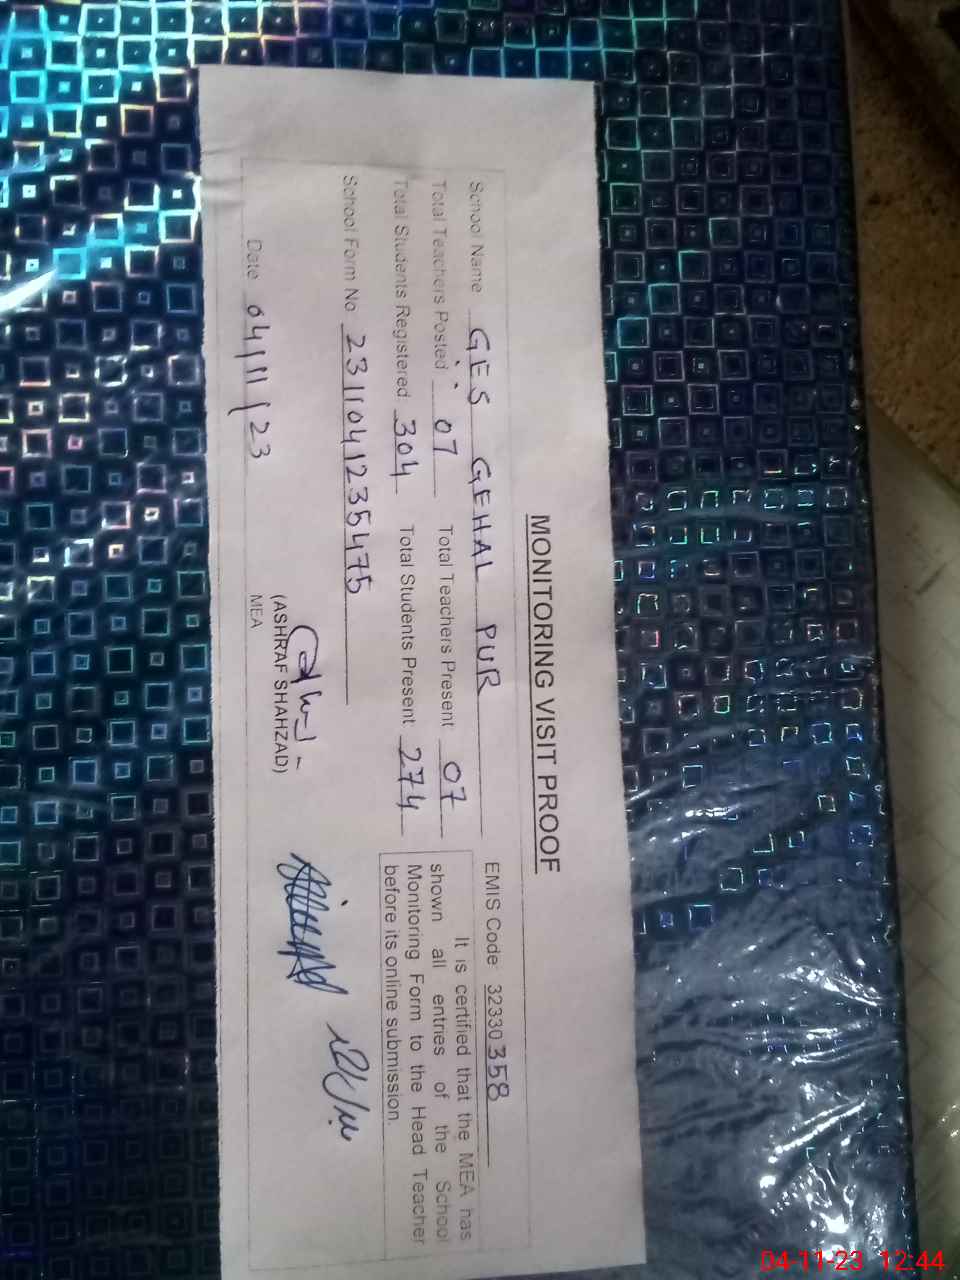 MONITORING VISIT PROOF
School Name GES GEHAL PUR EMIS Code: 32330358
Total Teachers Posted 07 Total Teachers Present 07
Total Students Registered: 304 Total Students Present 274
It is certified that the MEA has
shown all entries of the School
Monitoring Form to the Head Teacher
before its online submission.
School Form No 2311041235475
(ASHRAF SHAHZAD)
Date 04/11/23 MEA
04-11-23 12:44